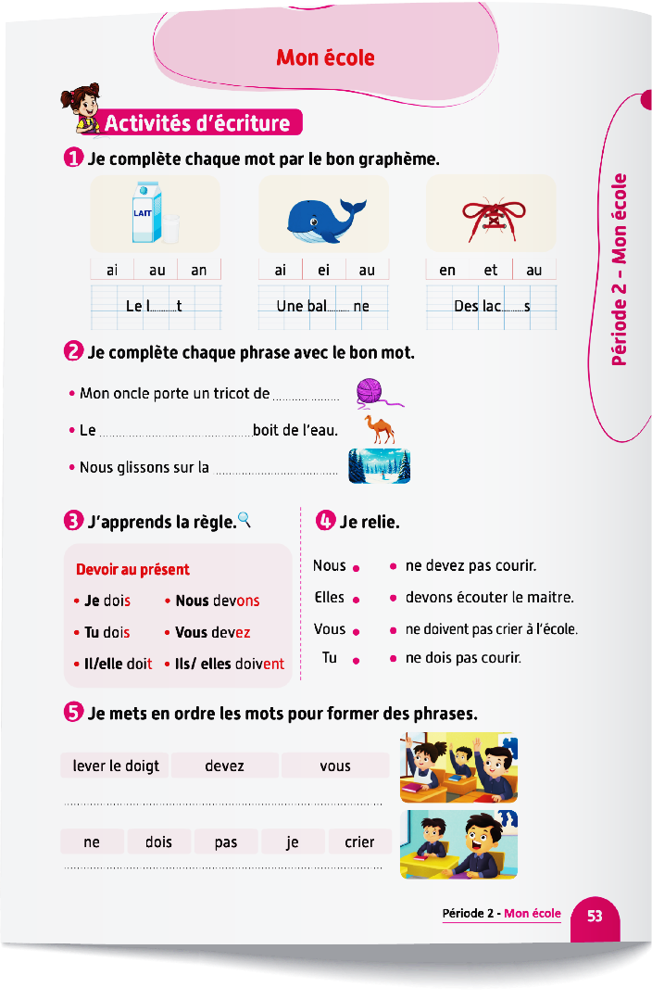 Mon école
Activités d'écriture
1 Je complète chaque mot par le bon graphème.
LAIT
ai au an
ai ei au
en et au
Le l.........t
Une bal......... ne
Des lac.........s
2 Je complète chaque phrase avec le bon mot.
• Mon oncle porte un tricot de ...................
• Le ...........................................boit de l'eau.
• Nous glissons sur la ...................................
3 J'apprends la règle.
Devoir au présent
• Je dois • Nous devons
• Tu dois • Vous devez
• Il/elle doit • Ils/ elles doivent
4 Je relie.
Nous • • ne devez pas courir.
Elles • • devons écouter le maitre.
Vous • • ne doivent pas crier à l'école.
Tu • • ne dois pas courir.
5 Je mets en ordre les mots pour former des phrases.
lever le doigt devez vous
ne dois pas je crier
Période 2 - Mon école
53
Période 2 - Mon école